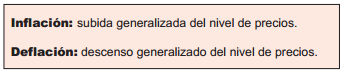 Inflación: subida generalizada del nivel de precios.
Deflación: descenso generalizado del nivel de precios.